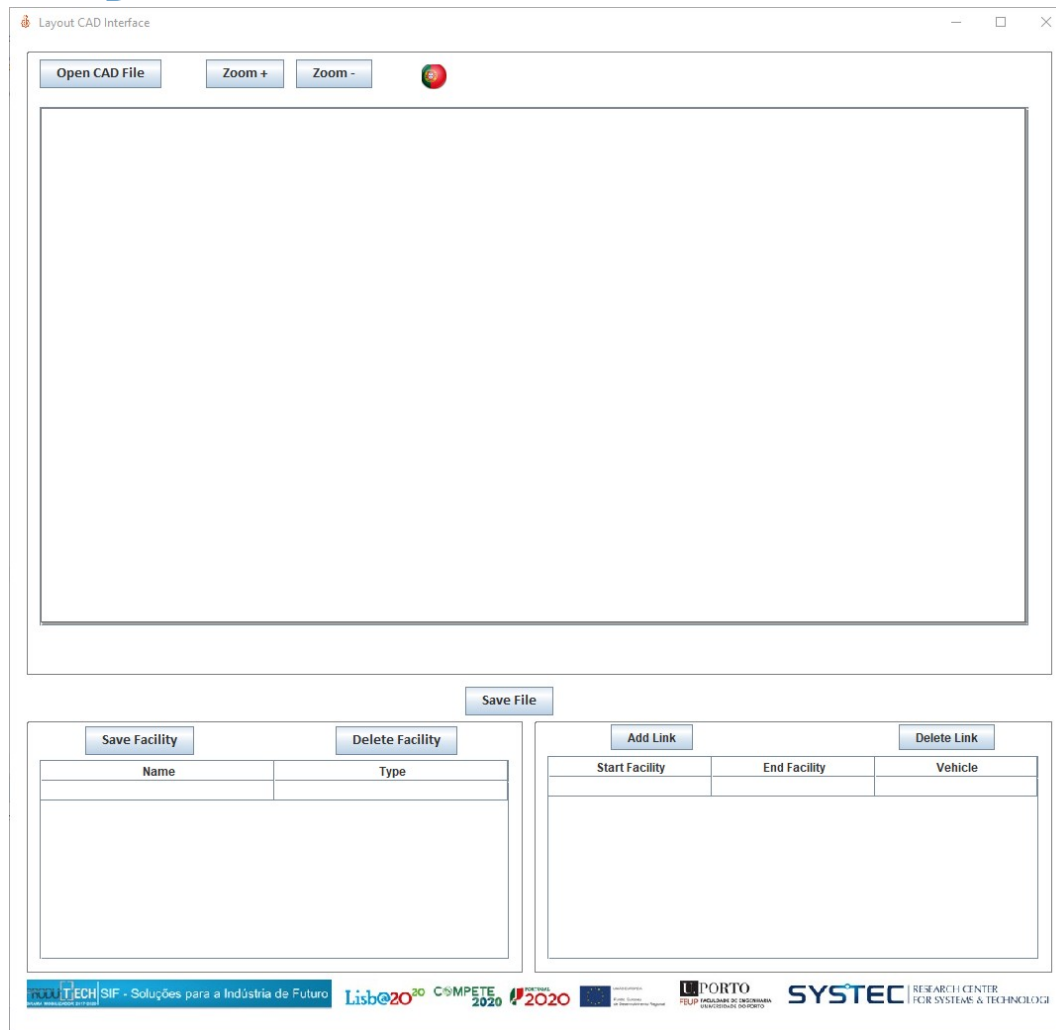 Layout CAD Interface
Open CAD File
Zoom +
Zoom -
Save File
Save Facility
Delete Facility
Name
Type
Add Link
Delete Link
Start Facility
End Facility
Vehicle
TECH SIF - Soluções para a Indústria de Futuro
Lisb@20²⁰
COMPETE
2020
PORTUGAL
2020
U.PORTO
FEUP FACULDADE DE ENGENHARIA
UNIVERSIDADE DO PORTO
SYSTEC
RESEARCH CENTER
FOR SYSTEMS & TECHNOLOGI